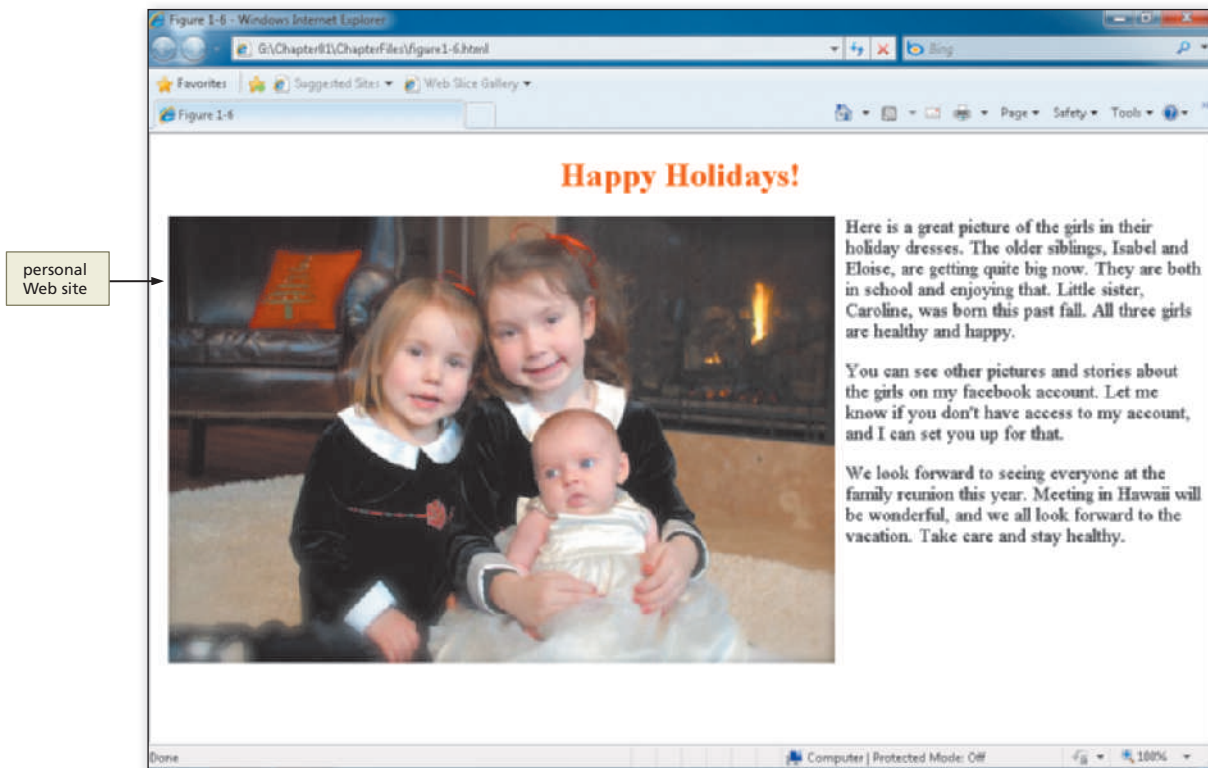 Figure 1-6 - Windows Internet Explorer
G:\Chapter01\ChapterFiles\figure1-6.html
Bing
Favorites
Suggested Sites
Web Slice Gallery
Figure 1-6
Page
Safety
Tools
Happy Holidays!
personal
Web site
Here is a great picture of the girls in their
holiday dresses. The older siblings, Isabel and
Eloise, are getting quite big now. They are both
in school and enjoying that. Little sister,
Caroline, was born this past fall. All three girls
are healthy and happy.
You can see other pictures and stories about
the girls on my facebook account. Let me
know if you don't have access to my account,
and I can set you up for that.
We look forward to seeing everyone at the
family reunion this year. Meeting in Hawaii will
be wonderful, and we all look forward to the
vacation. Take care and stay healthy.
Done
Computer | Protected Mode: Off
100%